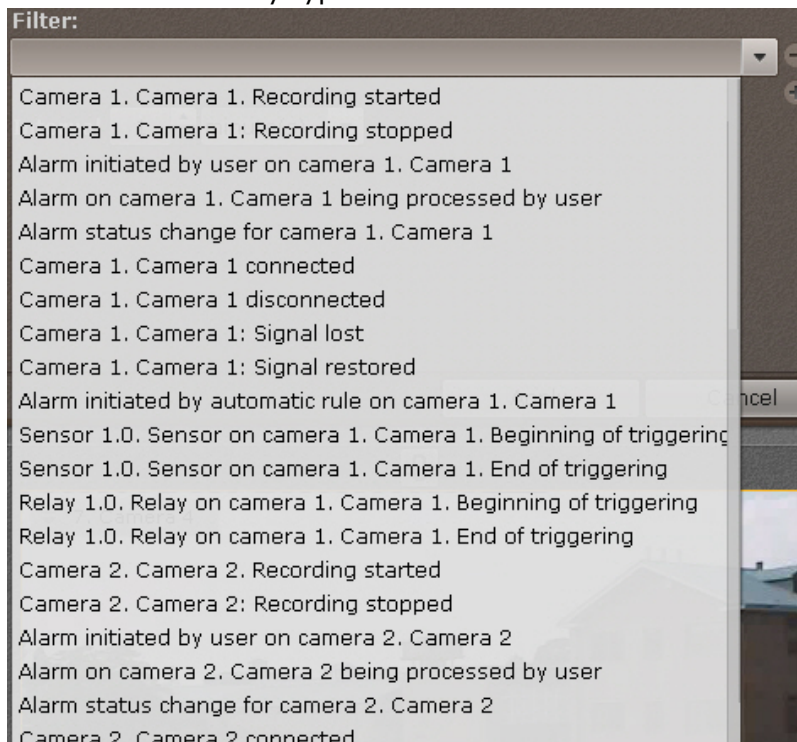 Filter:
Camera 1. Camera 1. Recording started
Camera 1. Camera 1: Recording stopped
Alarm initiated by user on camera 1. Camera 1
Alarm on camera 1. Camera 1 being processed by user
Alarm status change for camera 1. Camera 1
Camera 1. Camera 1 connected
Camera 1. Camera 1 disconnected
Camera 1. Camera 1: Signal lost
Camera 1. Camera 1: Signal restored
Alarm initiated by automatic rule on camera 1. Camera 1
ncel
Sensor 1.0. Sensor on camera 1. Camera 1. Beginning of triggering
Sensor 1.0. Sensor on camera 1. Camera 1. End of triggering
Relay 1.0. Relay on camera 1. Camera 1. Beginning of triggering
Relay 1.0. Relay on camera 1. Camera 1. End of triggering
Camera 2. Camera 2. Recording started
Camera 2. Camera 2: Recording stopped
Alarm initiated by user on camera 2. Camera 2
Alarm on camera 2. Camera 2 being processed by user
Alarm status change for camera 2. Camera 2
Camera 2. Camera 2 connected